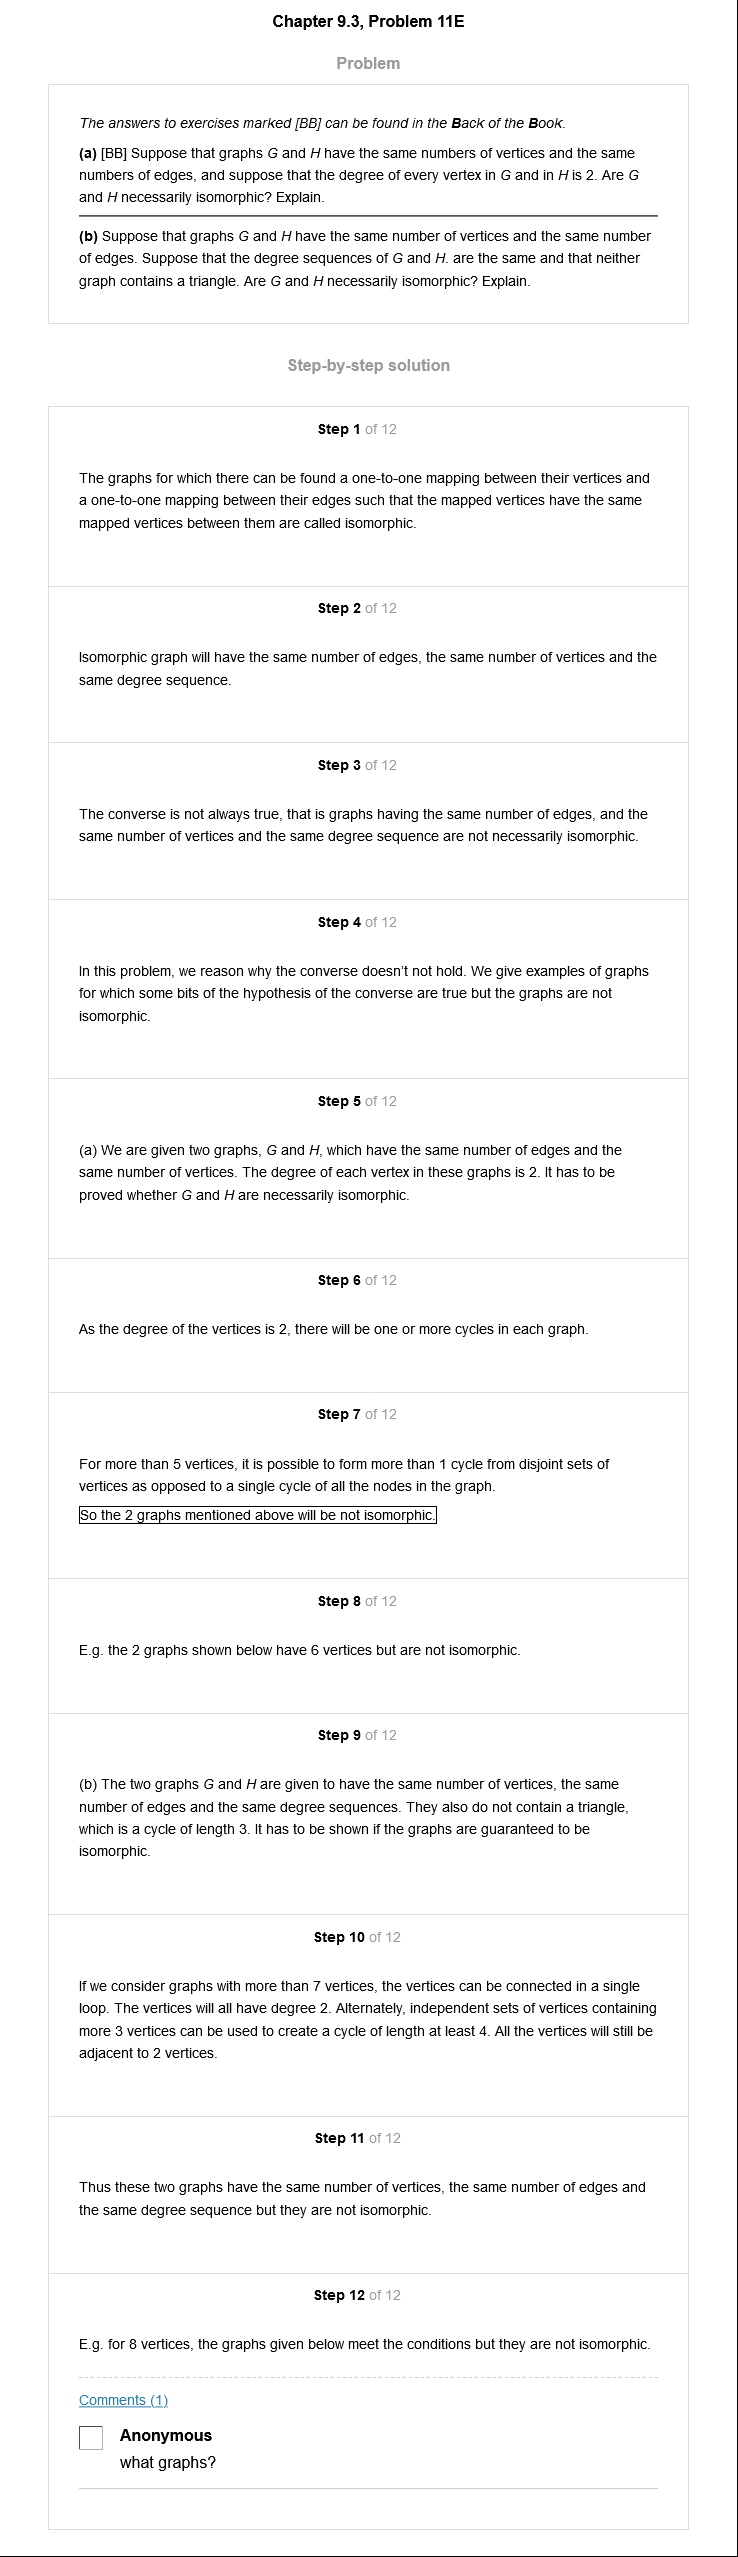 Chapter 9.3, Problem 11E
Problem
The answers to exercises marked [BB] can be found in the Back of the Book.
(a) [BB] Suppose that graphs G and H have the same numbers of vertices and the same
numbers of edges, and suppose that the degree of every vertex in G and in H is 2. Are G
and H necessarily isomorphic? Explain.
(b) Suppose that graphs G and H have the same number of vertices and the same number
of edges. Suppose that the degree sequences of G and H. are the same and that neither
graph contains a triangle. Are G and H necessarily isomorphic? Explain.
Step-by-step solution
Step 1 of 12
The graphs for which there can be found a one-to-one mapping between their vertices and
a one-to-one mapping between their edges such that the mapped vertices have the same
mapped vertices between them are called isomorphic.
Step 2 of 12
Isomorphic graph will have the same number of edges, the same number of vertices and the
same degree sequence.
Step 3 of 12
The converse is not always true, that is graphs having the same number of edges, and the
same number of vertices and the same degree sequence are not necessarily isomorphic.
Step 4 of 12
In this problem, we reason why the converse doesn't not hold. We give examples of graphs
for which some bits of the hypothesis of the converse are true but the graphs are not
isomorphic.
Step 5 of 12
(a) We are given two graphs, G and H, which have the same number of edges and the
same number of vertices. The degree of each vertex in these graphs is 2. It has to be
proved whether G and H are necessarily isomorphic.
Step 6 of 12
As the degree of the vertices is 2, there will be one or more cycles in each graph.
Step 7 of 12
For more than 5 vertices, it is possible to form more than 1 cycle from disjoint sets of
vertices as opposed to a single cycle of all the nodes in the graph.
So the 2 graphs mentioned above will be not isomorphic.
Step 8 of 12
E.g. the 2 graphs shown below have 6 vertices but are not isomorphic.
Step 9 of 12
(b) The two graphs G and H are given to have the same number of vertices, the same
number of edges and the same degree sequences. They also do not contain a triangle,
which is a cycle of length 3. It has to be shown if the graphs are guaranteed to be
isomorphic.
Step 10 of 12
If we consider graphs with more than 7 vertices, the vertices can be connected in a single
loop. The vertices will all have degree 2. Alternately, independent sets of vertices containing
more 3 vertices can be used to create a cycle of length at least 4. All the vertices will still be
adjacent to 2 vertices.
Step 11 of 12
Thus these two graphs have the same number of vertices, the same number of edges and
the same degree sequence but they are not isomorphic.
Step 12 of 12
E.g. for 8 vertices, the graphs given below meet the conditions but they are not isomorphic.
Comments (1)
Anonymous
what graphs?